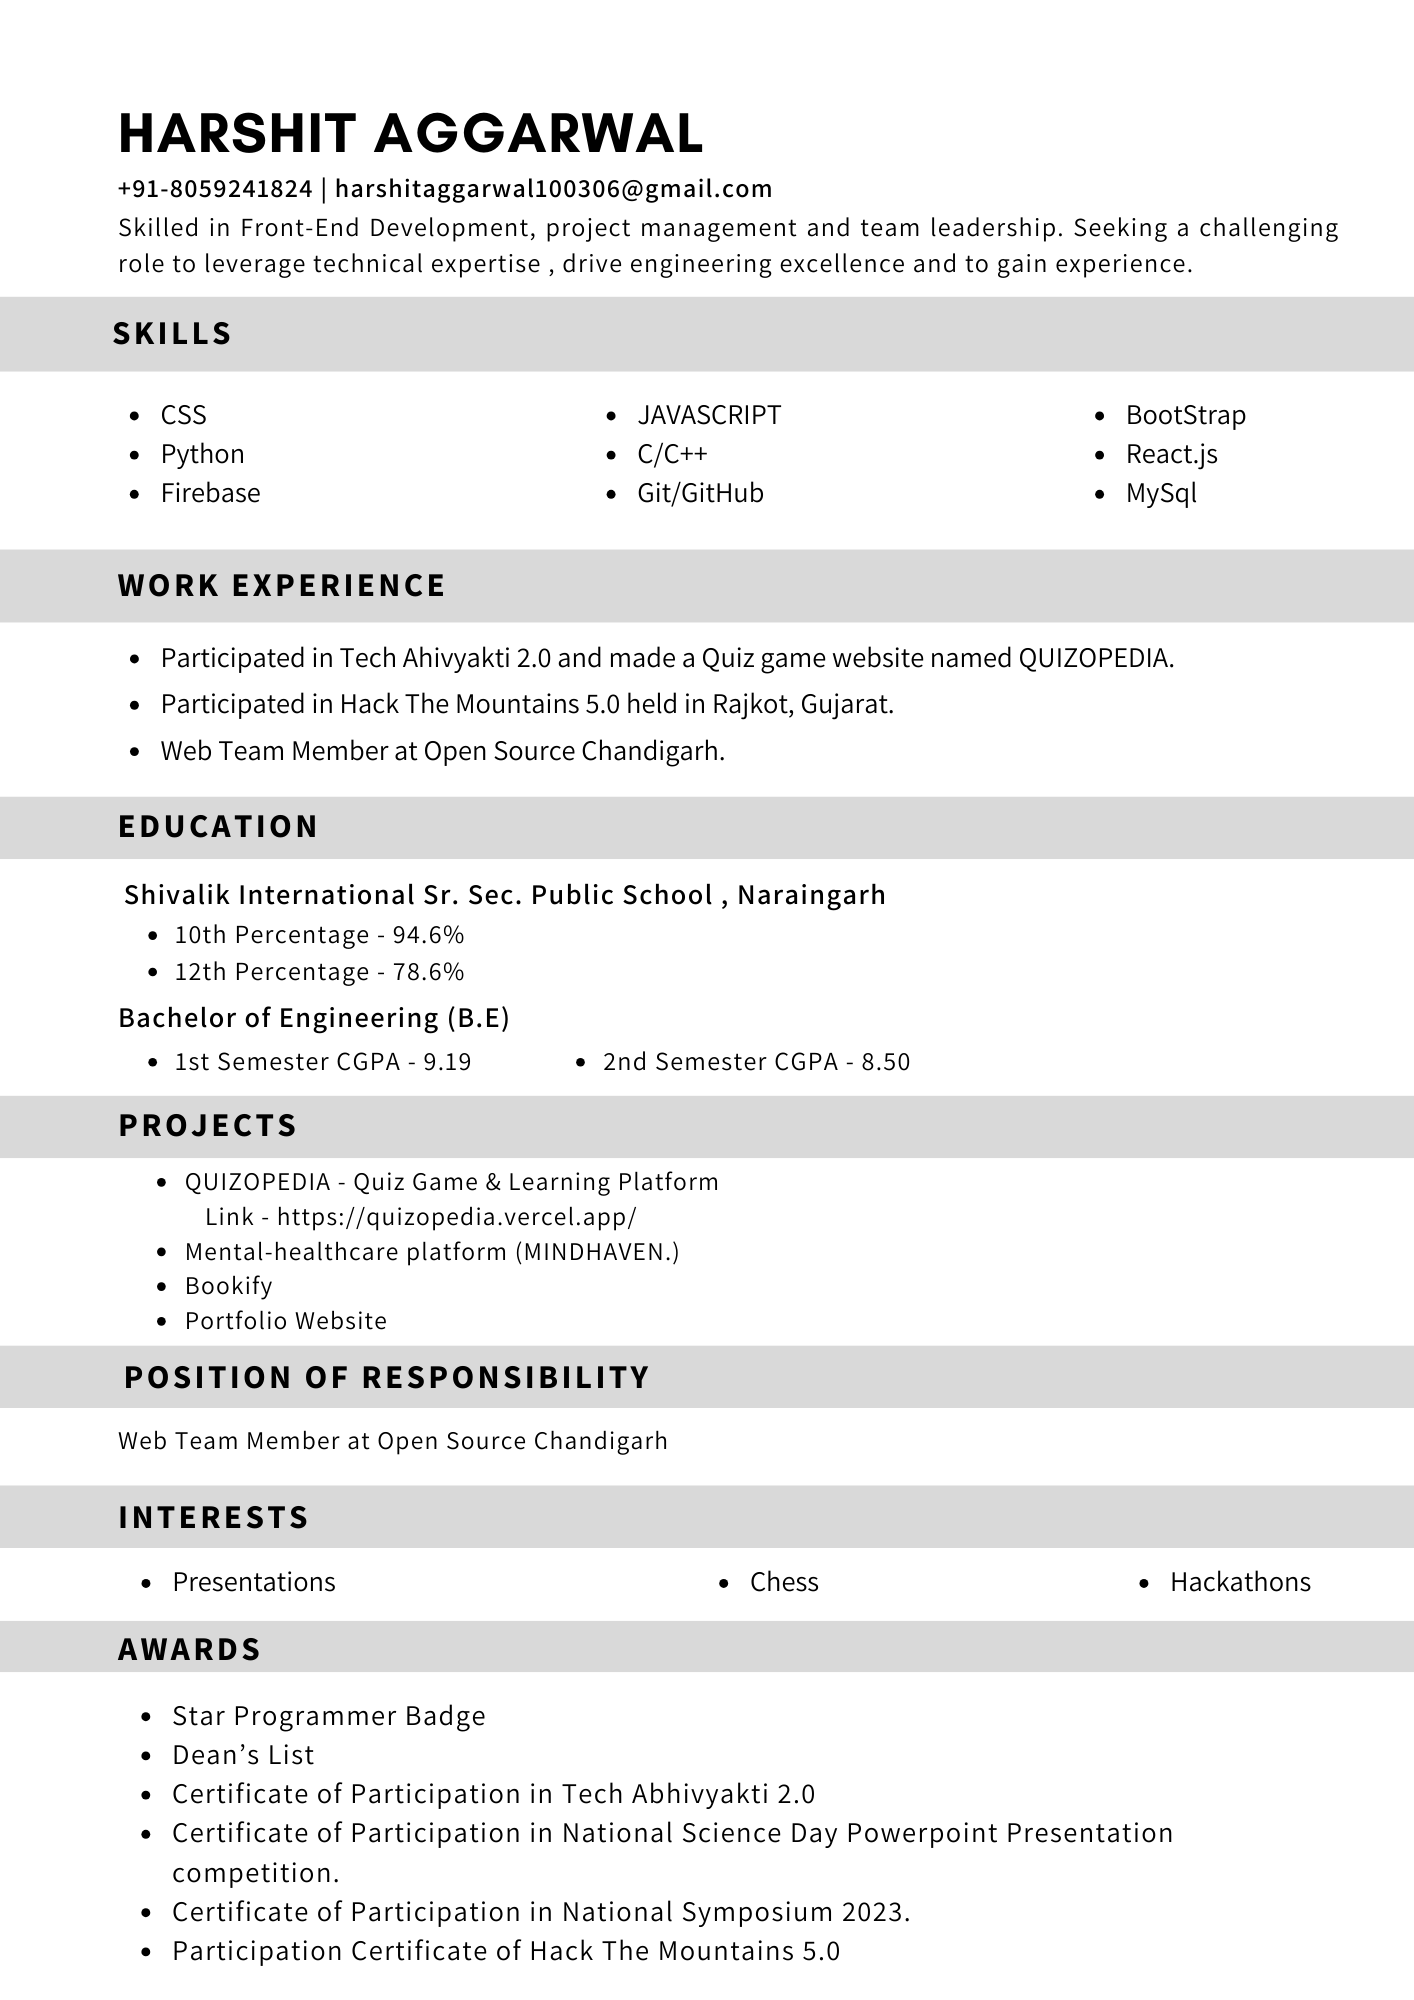 HARSHIT AGGARWAL
+91-8059241824 | harshitaggarwal100306@gmail.com
Skilled in Front-End Development, project management and team leadership. Seeking a challenging
role to leverage technical expertise , drive engineering excellence and to gain experience.
SKILLS
• CSS
• Python
• Firebase
• JAVASCRIPT
• C/C++
• Git/GitHub
• BootStrap
• React.js
• MySql
WORK EXPERIENCE
• Participated in Tech Ahivyakti 2.0 and made a Quiz game website named QUIZOPEDIA.
• Participated in Hack The Mountains 5.0 held in Rajkot, Gujarat.
• Web Team Member at Open Source Chandigarh.
EDUCATION
Shivalik International Sr. Sec. Public School , Naraingarh
• 10th Percentage - 94.6%
• 12th Percentage - 78.6%
Bachelor of Engineering (B.E)
• 1st Semester CGPA - 9.19 • 2nd Semester CGPA - 8.50
PROJECTS
• QUIZOPEDIA - Quiz Game & Learning Platform
Link - https://quizopedia.vercel.app/
• Mental-healthcare platform (MINDHAVEN.)
• Bookify
• Portfolio Website
POSITION OF RESPONSIBILITY
Web Team Member at Open Source Chandigarh
INTERESTS
• Presentations • Chess • Hackathons
AWARDS
• Star Programmer Badge
• Dean’s List
• Certificate of Participation in Tech Abhivyakti 2.0
• Certificate of Participation in National Science Day Powerpoint Presentation
competition.
• Certificate of Participation in National Symposium 2023.
• Participation Certificate of Hack The Mountains 5.0